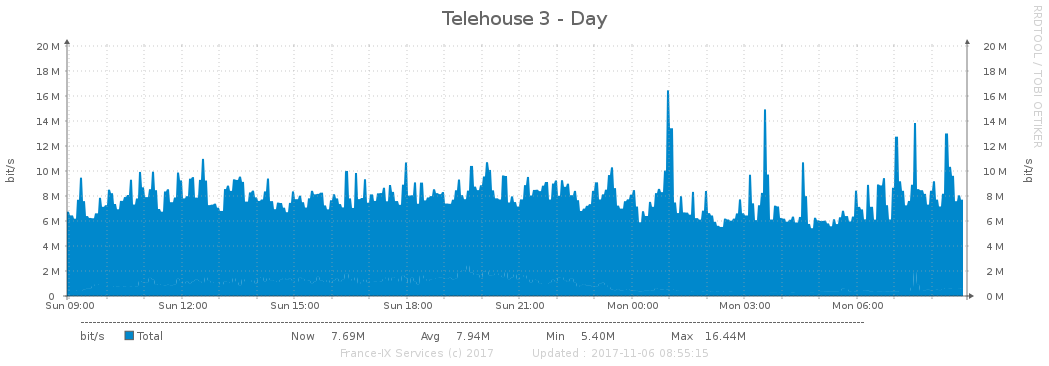 Telehouse 3 - Day
RRDTOOL / TOBI OETIKER
bit/s
bit/s
20 M 20 M
18 M 18 M
16 M 16 M
14 M 14 M
12 M 12 M
10 M 10 M
8 M 8 M
6 M 6 M
4 M 4 M
2 M 2 M
0 0 M
Sun 09:00 Sun 12:00 Sun 15:00 Sun 18:00 Sun 21:00 Mon 00:00 Mon 03:00 Mon 06:00
bit/s Total Now 7.69M Avg 7.94M Min 5.40M Max 16.44M
France-IX Services (c) 2017 Updated : 2017-11-06 08:55:15